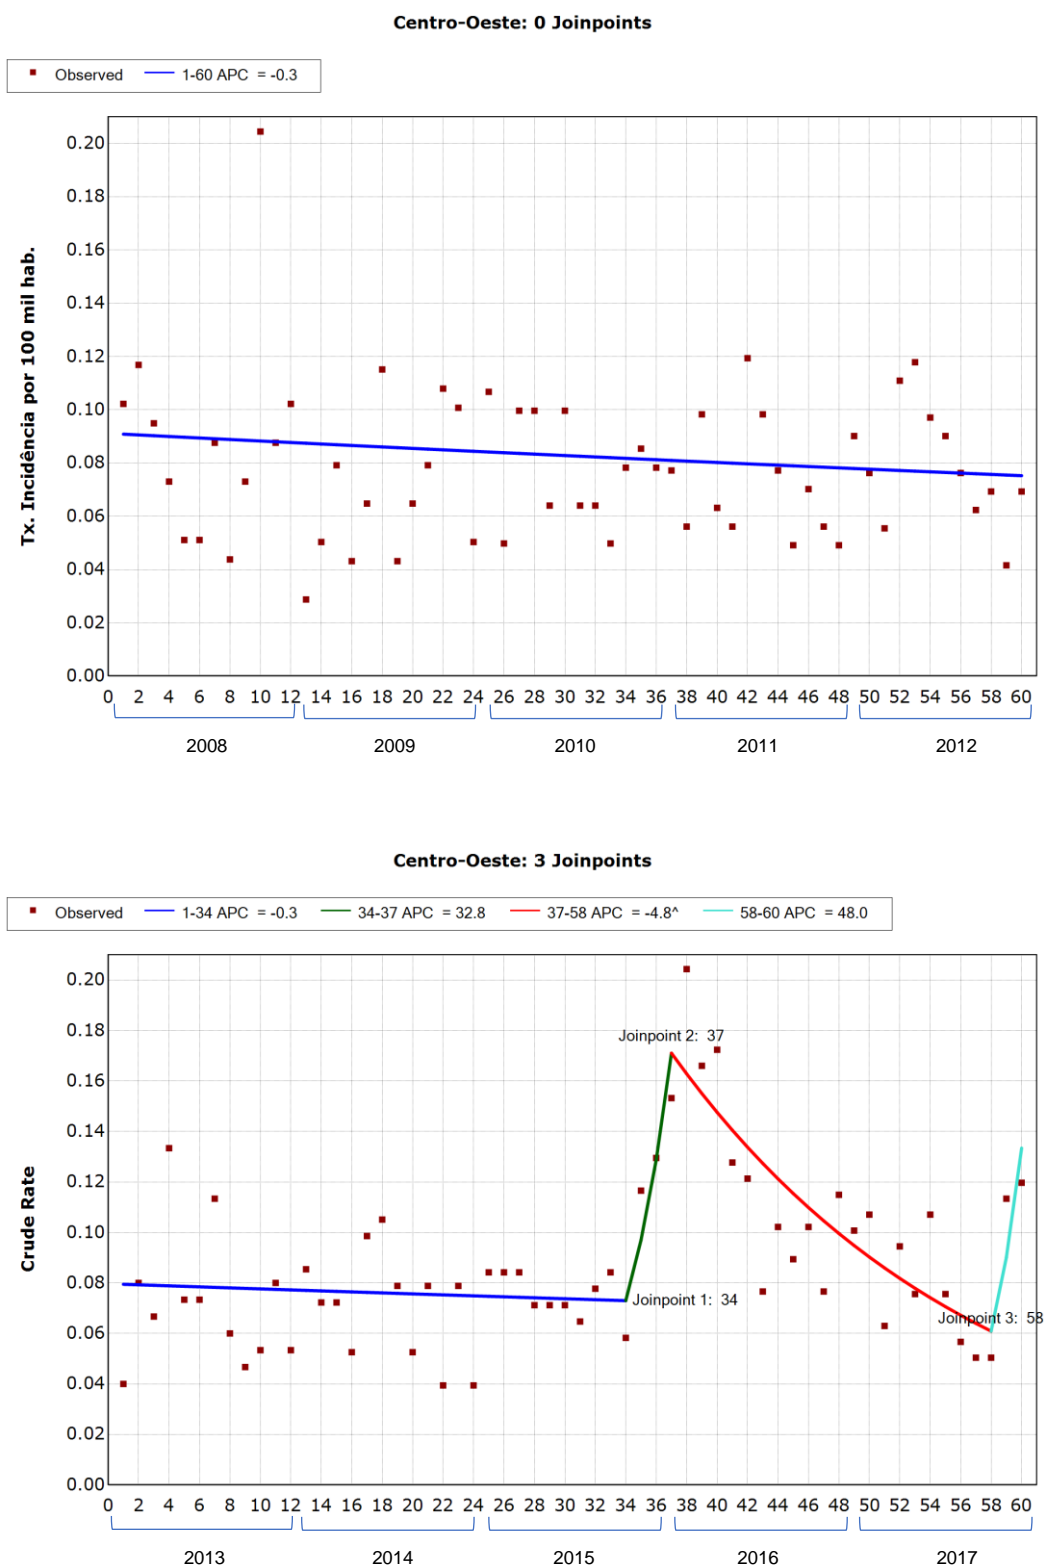 Centro-Oeste: 0 Joinpoints
Observed 1-60 APC = -0.3
Tx. Incidência por 100 mil hab.
0.20
0.18
0.16
0.14
0.12
0.10
0.08
0.06
0.04
0.02
0.00
0 2 4 6 8 10 12 14 16 18 20 22 24 26 28 30 32 34 36 38 40 42 44 46 48 50 52 54 56 58 60
2008 2009 2010 2011 2012
Centro-Oeste: 3 Joinpoints
Observed 1-34 APC = -0.3 34-37 APC = 32.8 37-58 APC = -4.8^ 58-60 APC = 48.0
Crude Rate
0.20
0.18
Joinpoint 2: 37
0.16
0.14
0.12
0.10
0.08
Joinpoint 1: 34
Joinpoint 3: 58
0.06
0.04
0.02
0.00
0 2 4 6 8 10 12 14 16 18 20 22 24 26 28 30 32 34 36 38 40 42 44 46 48 50 52 54 56 58 60
2013 2014 2015 2016 2017